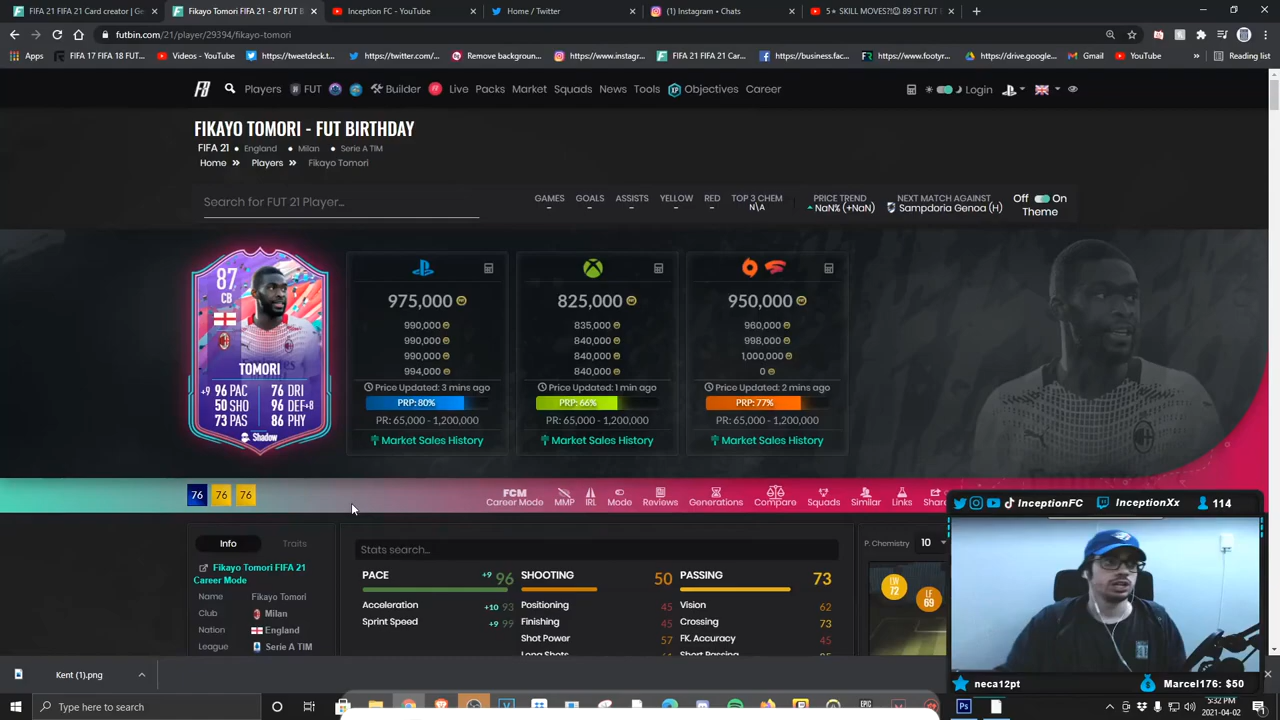 FIFA 21 FIFA 21 Card creator | Ge
Fikayo Tomori FIFA 21 - 87 FUT B
Inception FC - YouTube
Home / Twitter
Instagram • Chats
5★ SKILL MOVES?!😳 89 ST FUT B
futbin.com/21/player/29394/fikayo-tomori
Apps
FIFA 17 FIFA 18 FUT...
Videos - YouTube
https://tweetdeck.t...
https://twitter.com/...
Remove background...
https://www.instagr...
FIFA 21 FIFA 21 Car...
https://business.fac...
https://www.footyr...
https://drive.google...
Gmail
YouTube
Reading list
Players
FUT
Builder
Live
Packs
Market
Squads
News
Tools
Objectives
Career
Login
FIKAYO TOMORI - FUT BIRTHDAY
FIFA 21 • England • Milan • Serie A TIM
Home » Players » Fikayo Tomori
Search for FUT 21 Player...
GAMES
-
GOALS
-
ASSISTS
-
YELLOW
-
RED
-
TOP 3 CHEM
N\A
PRICE TREND
NaN% (+NaN)
NEXT MATCH AGAINST
Sampdoria Genoa (H)
Off On
Theme
87
CB
TOMORI
+9 96 PAC 76 DRI
50 SHO 96 DEF +8
73 PAS 86 PHY
Shadow
975,000
990,000
990,000
990,000
994,000
Price Updated: 3 mins ago
PRP: 80%
PR: 65,000 - 1,200,000
Market Sales History
825,000
835,000
840,000
840,000
840,000
Price Updated: 1 min ago
PRP: 66%
PR: 65,000 - 1,200,000
Market Sales History
950,000
960,000
998,000
1,000,000
0
Price Updated: 2 mins ago
PRP: 77%
PR: 65,000 - 1,200,000
Market Sales History
76 76 76
FCM
Career Mode
MMP
IRL
Mode
Reviews
Generations
Compare
Squads
Similar
Links
Share
InceptionFC
InceptionXx
114
Info
Traits
Fikayo Tomori FIFA 21
Career Mode
Name Fikayo Tomori
Club Milan
Nation England
League Serie A TIM
Stats search...
PACE +9 96
Acceleration +10 93
Sprint Speed +9 99
SHOOTING 50
Positioning 45
Finishing 45
Shot Power 57
Long Shots
PASSING 73
Vision 62
Crossing 73
FK. Accuracy 45
Short Passing
P. Chemistry 10
LW
72
LF
69
neca12pt
Marcel176: $50
Kent (1).png
Type here to search
5:32 PM
2021-04-02